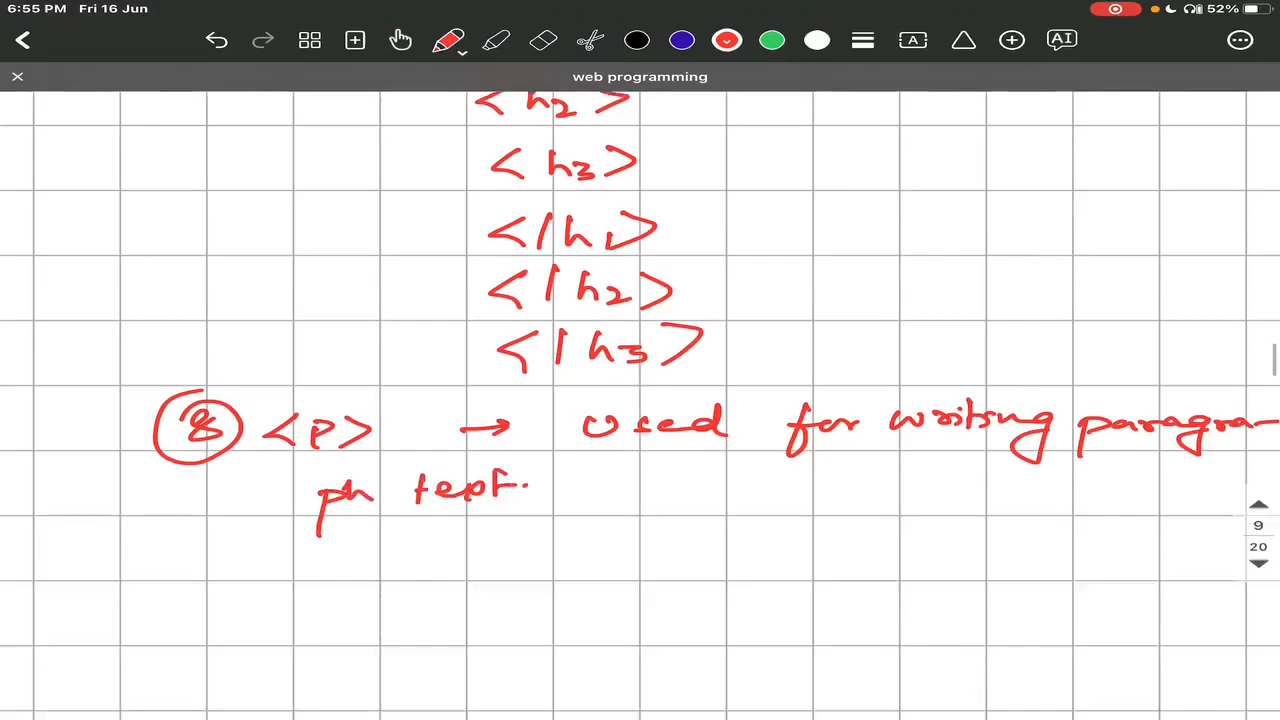 6:55 PM Fri 16 Jun
52%
A
AI
web programming
<h2>
<h3>
</h1>
</h2>
</h3>
8 <p> → used for writing paragra-
ph text.
9
20